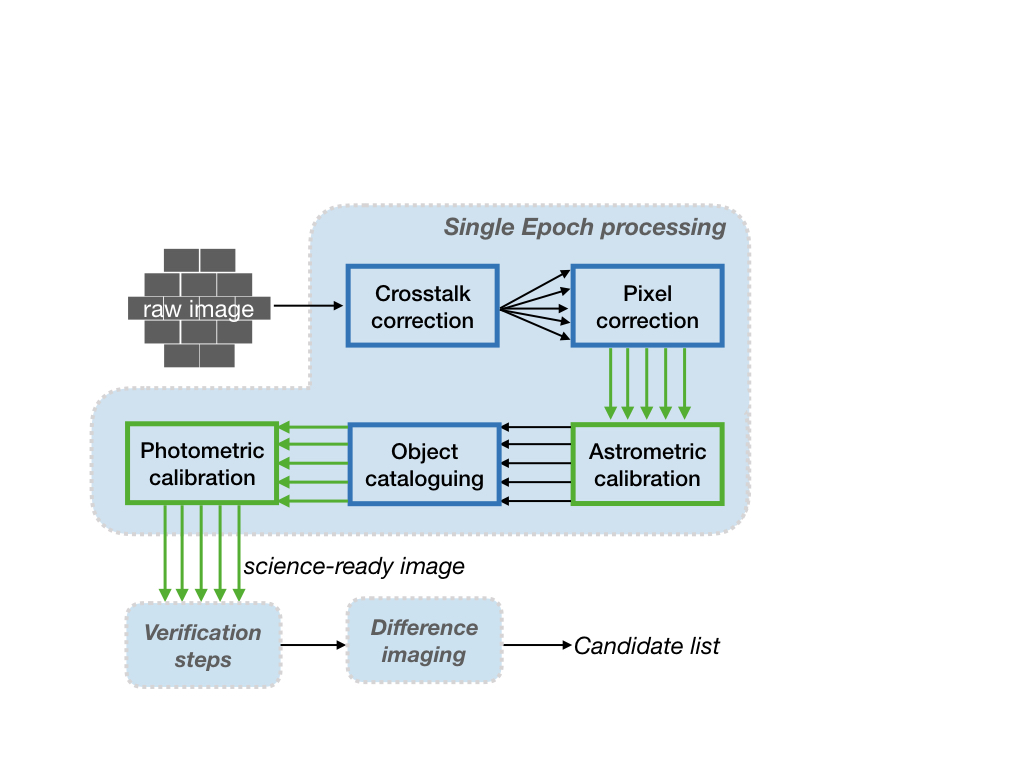 Single Epoch processing
raw image
Crosstalk
correction
Pixel
correction
Photometric
calibration
Object
cataloguing
Astrometric
calibration
science-ready image
Verification
steps
Difference
imaging
Candidate list